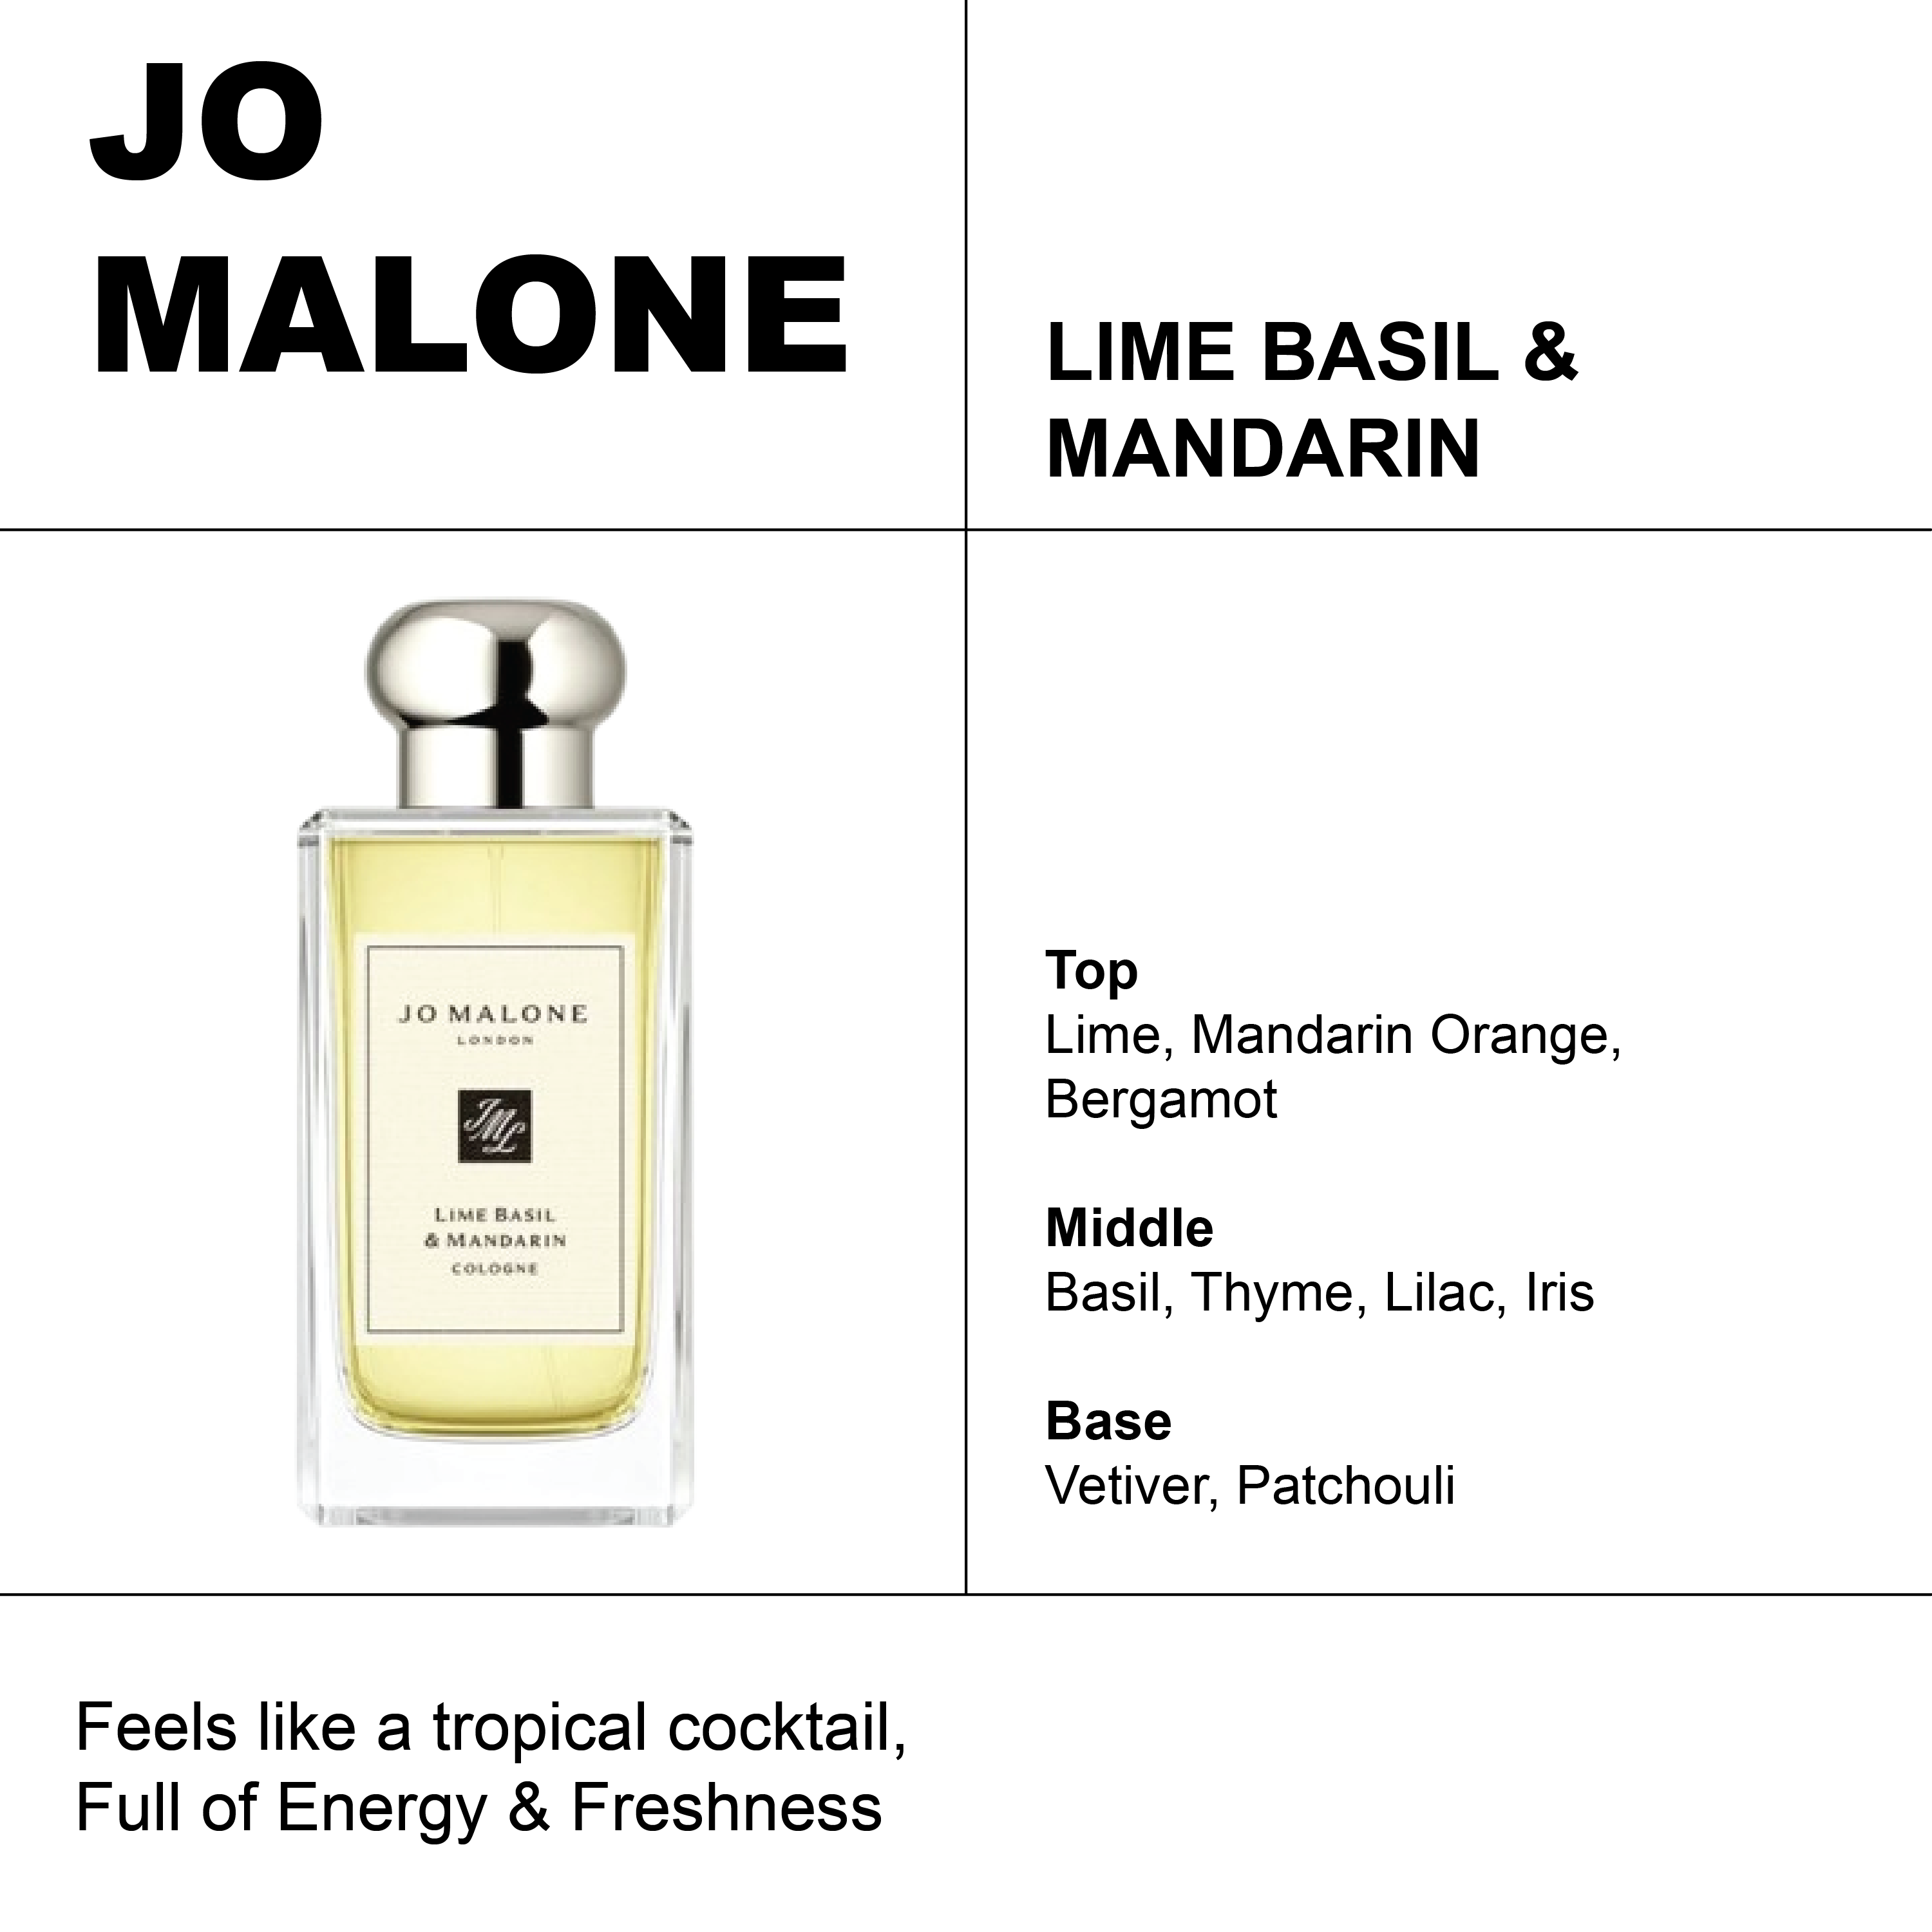 JO
MALONE
LIME BASIL &
MANDARIN
JO MALONE
LONDON
JML
LIME BASIL
& MANDARIN
COLOGNE
Top
Lime, Mandarin Orange,
Bergamot
Middle
Basil, Thyme, Lilac, Iris
Base
Vetiver, Patchouli
Feels like a tropical cocktail,
Full of Energy & Freshness